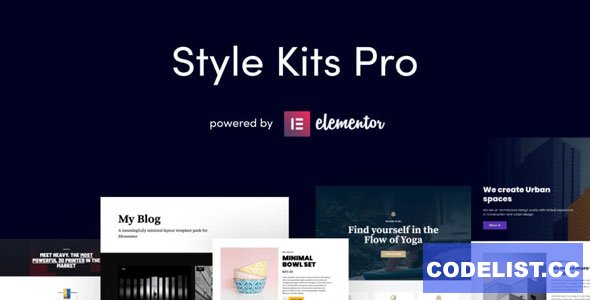 Style Kits Pro
powered by elementor
My Blog
A meaningfully minimal layout template pack for Elementor
Find yourself in the
Flow of Yoga
We create Urban
spaces
MEET HEAVY. THE MOST
POWERFUL 3D PRINTER IN THE
MARKET
MINIMAL
BOWL SET
CODELIST.CC